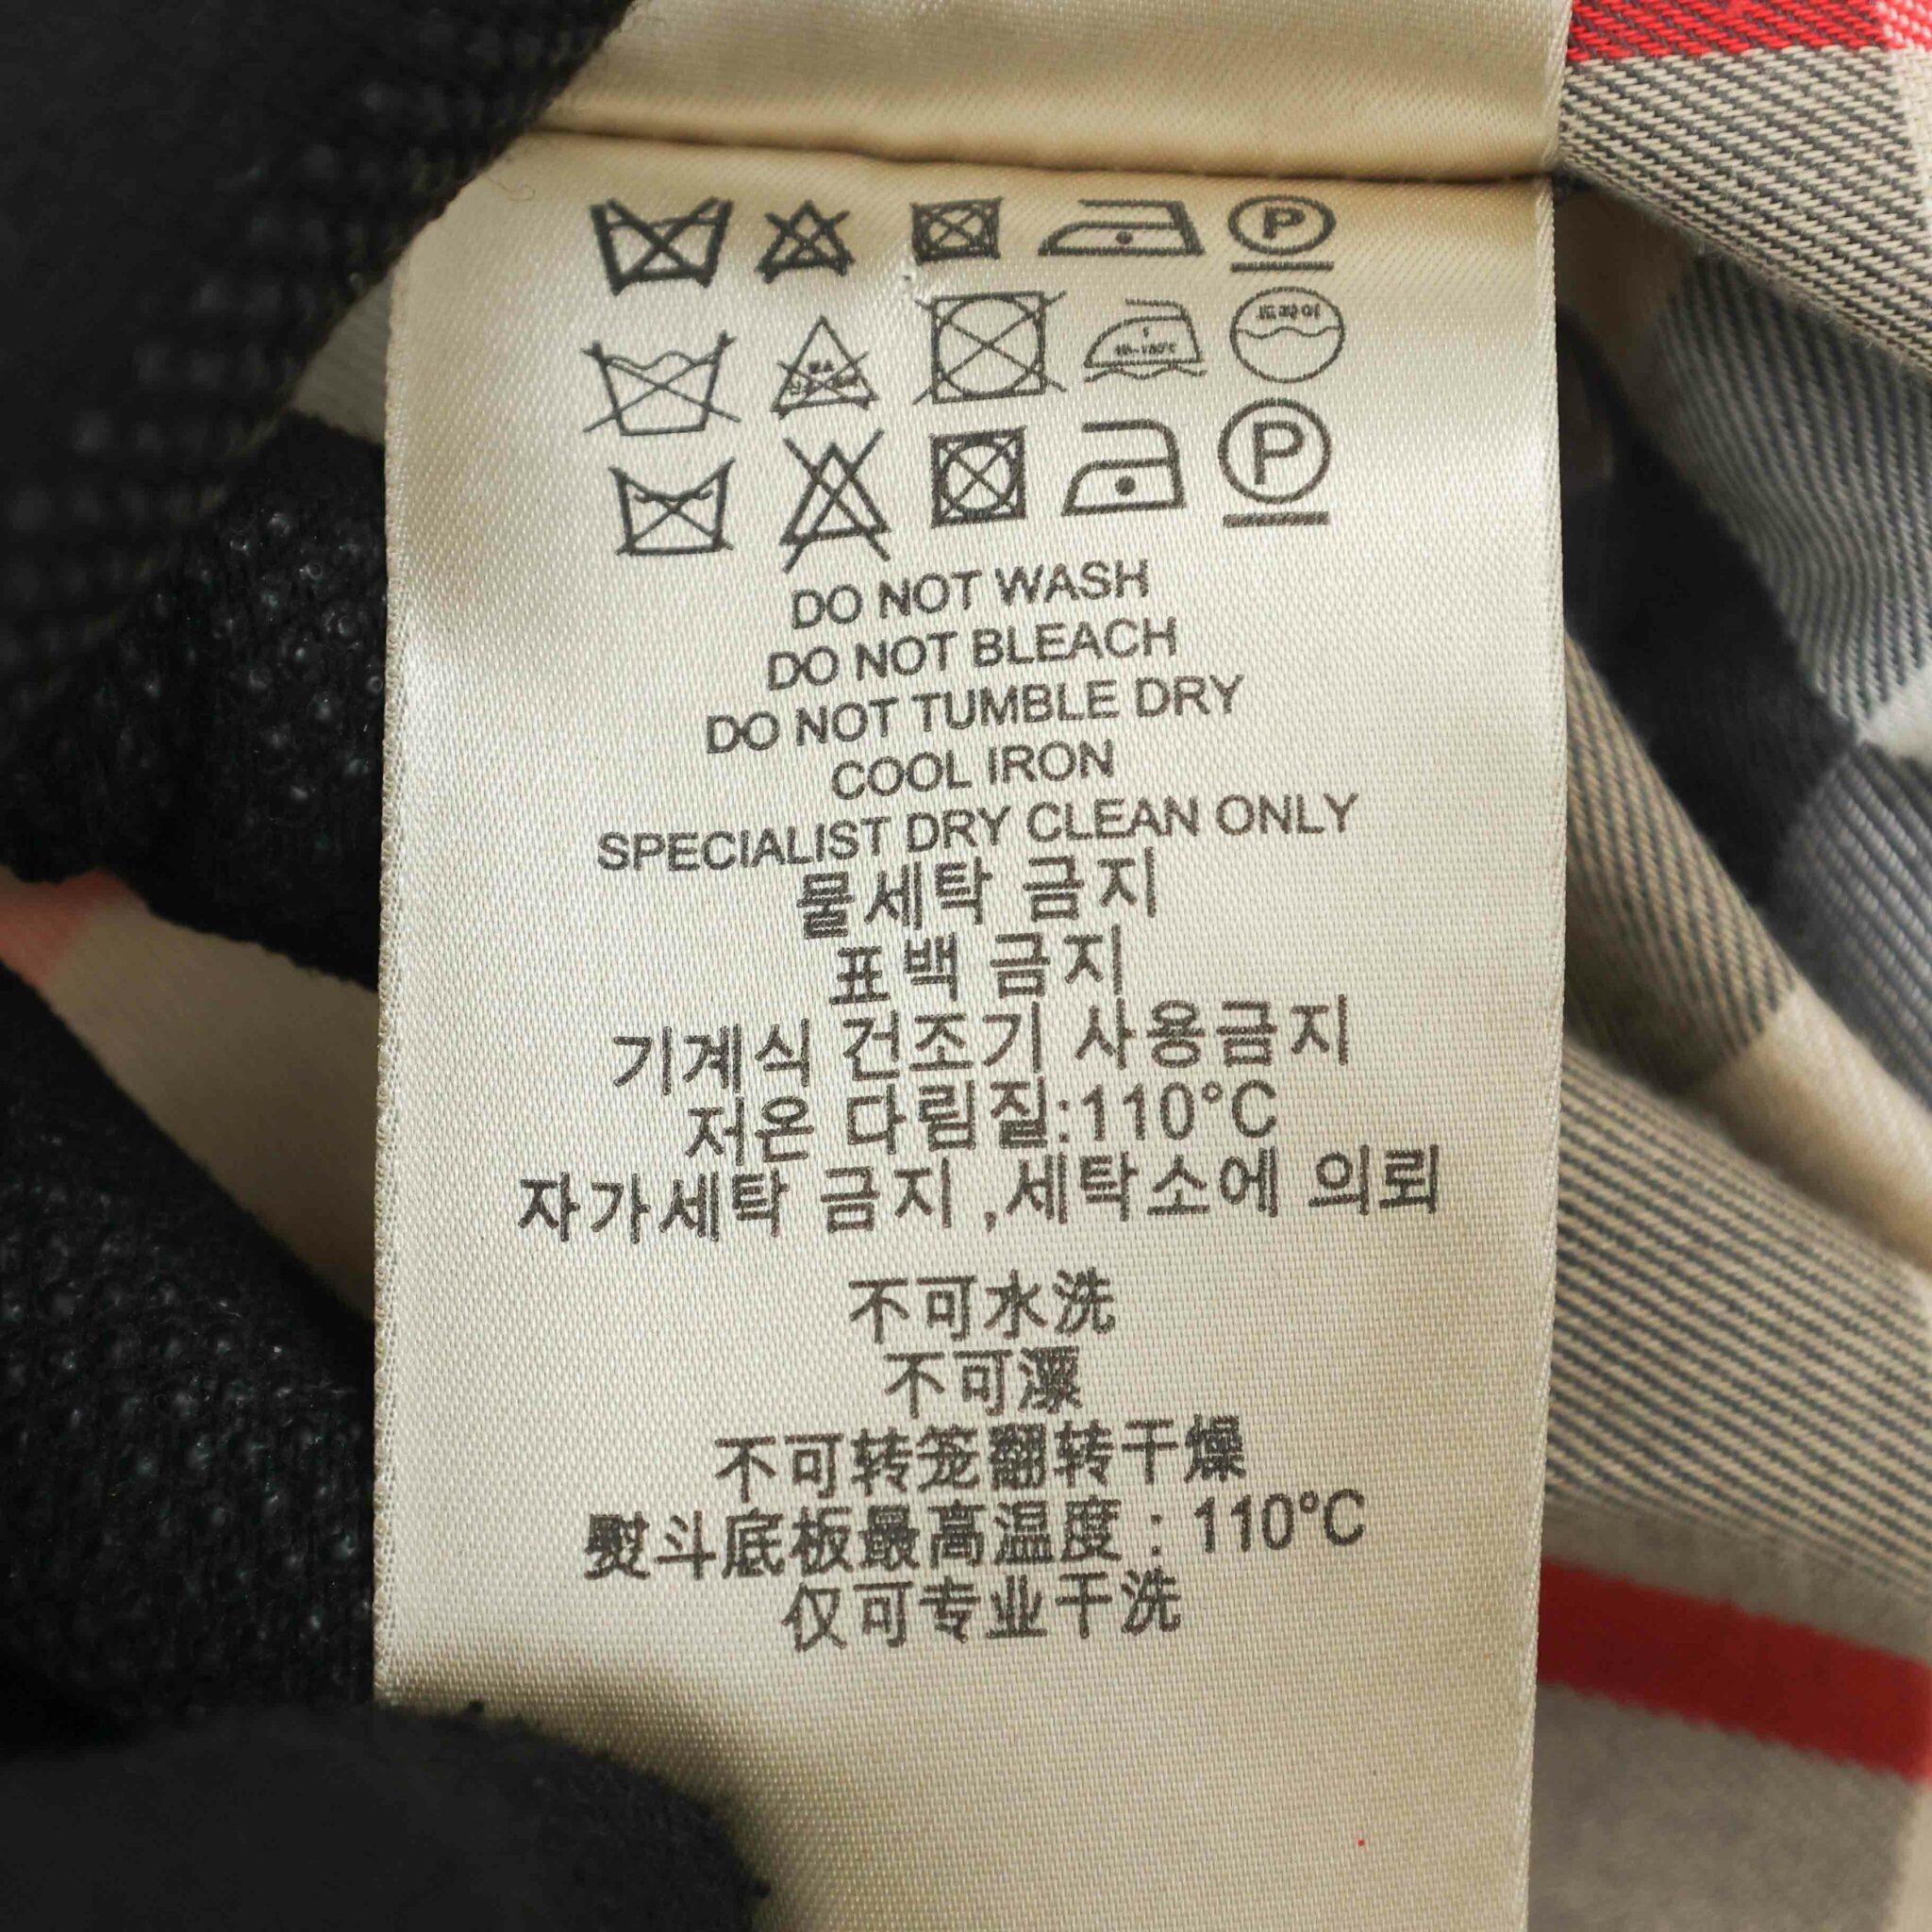 P
드라이
P
DO NOT WASH
DO NOT BLEACH
DO NOT TUMBLE DRY
COOL IRON
SPECIALIST DRY CLEAN ONLY
물세탁 금지
표백 금지
기계식 건조기 사용금지
저온 다림질:110°C
자가세탁 금지 ,세탁소에 의뢰
不可水洗
不可漂
不可转笼翻转干燥
熨斗底板最高温度 : 110°C
仅可专业干洗